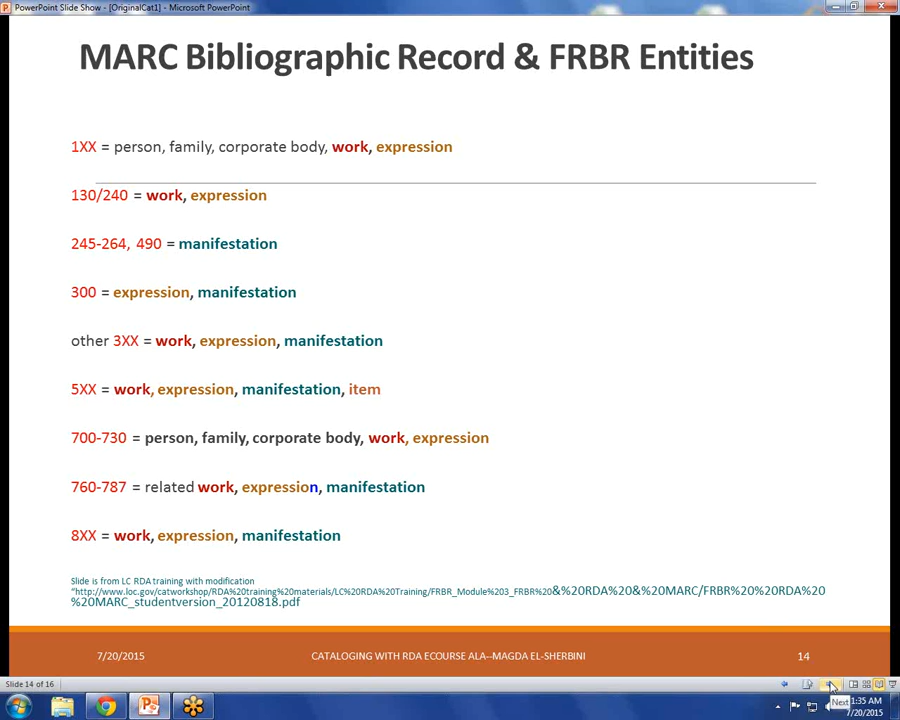 PowerPoint Slide Show - [OriginalCat1] - Microsoft PowerPoint
MARC Bibliographic Record & FRBR Entities
1XX = person, family, corporate body, work, expression
130/240 = work, expression
245-264, 490 = manifestation
300 = expression, manifestation
other 3XX = work, expression, manifestation
5XX = work, expression, manifestation, item
700-730 = person, family, corporate body, work, expression
760-787 = related work, expression, manifestation
8XX = work, expression, manifestation
Slide is from LC RDA training with modification
"http://www.loc.gov/catworkshop/RDA%20training%20materials/LC%20RDA%20Training/FRBR_Module%203_FRBR%20&%20RDA%20&%20MARC/FRBR%20%20RDA%20
%20MARC_studentversion_20120818.pdf
7/20/2015
CATALOGING WITH RDA ECOURSE ALA--MAGDA EL-SHERBINI
14
Slide 14 of 16
Next
1:35 AM
7/20/2015